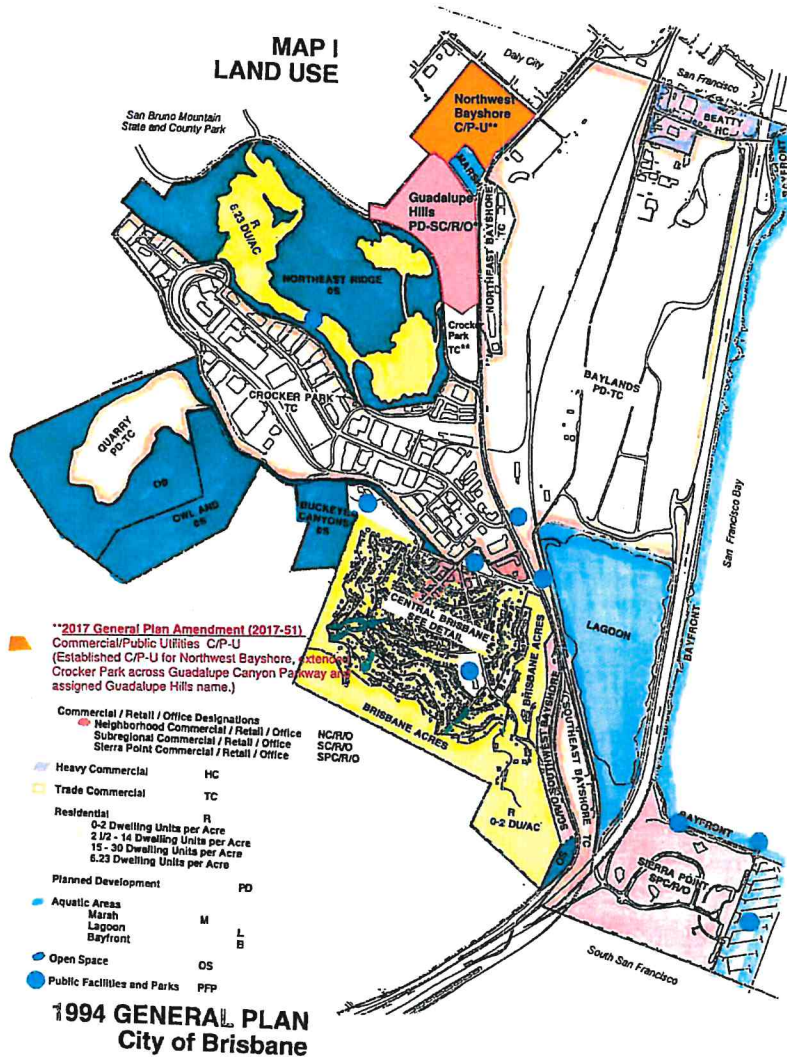 MAP I
LAND USE
Daly City
San Francisco
San Bruno Mountain
State and County Park
Northwest
Bayshore
C/P-U**
BEATTY
HC
BAYFRONT
MARSH
Guadalupe
Hills
PD-SC/R/O**
NORTHEAST BAYSHORE
TC
R
6.23 DU/AC
NORTHEAST RIDGE
OS
Crocker
Park
TC**
BAYLANDS
PD-TC
CROCKER PARK
TC
QUARRY
PD-TC
OS
OWL AND
OS
BUCKEYE
CANYONS
OS
San Francisco Bay
LAGOON
BAYFRONT
CENTRAL BRISBANE
SEE DETAIL
BRISBANE ACRES
BRISBANE ACRES
R
0-2 DU/AC
SOUTHWEST BAYSHORE
SCRO
SOUTHEAST BAYSHORE
TC
OS
BAYFRONT
SIERRA POINT
SPC/R/O
South San Francisco
**2017 General Plan Amendment (2017-51)
Commercial/Public Utilities C/P-U
(Established C/P-U for Northwest Bayshore, extended
Crocker Park across Guadalupe Canyon Parkway and
assigned Guadalupe Hills name.)
Commercial / Retail / Office Designations
Neighborhood Commercial / Retail / Office NC/R/O
Subregional Commercial / Retail / Office SC/R/O
Sierra Point Commercial / Retail / Office SPC/R/O
Heavy Commercial HC
Trade Commercial TC
Residential R
0-2 Dwelling Units per Acre
2 1/2 - 14 Dwelling Units per Acre
15 - 30 Dwelling Units per Acre
6.23 Dwelling Units per Acre
Planned Development PD
Aquatic Areas
Marsh M
Lagoon L
Bayfront B
Open Space OS
Public Facilities and Parks PFP
1994 GENERAL PLAN
City of Brisbane